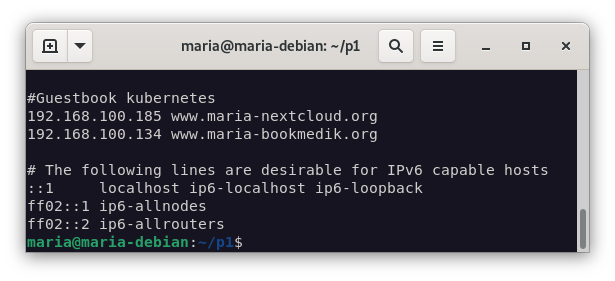 maria@maria-debian: ~/p1
#Guestbook kubernetes
192.168.100.185 www.maria-nextcloud.org
192.168.100.134 www.maria-bookmedik.org
# The following lines are desirable for IPv6 capable hosts
::1     localhost ip6-localhost ip6-loopback
ff02::1 ip6-allnodes
ff02::2 ip6-allrouters
maria@maria-debian:~/p1$